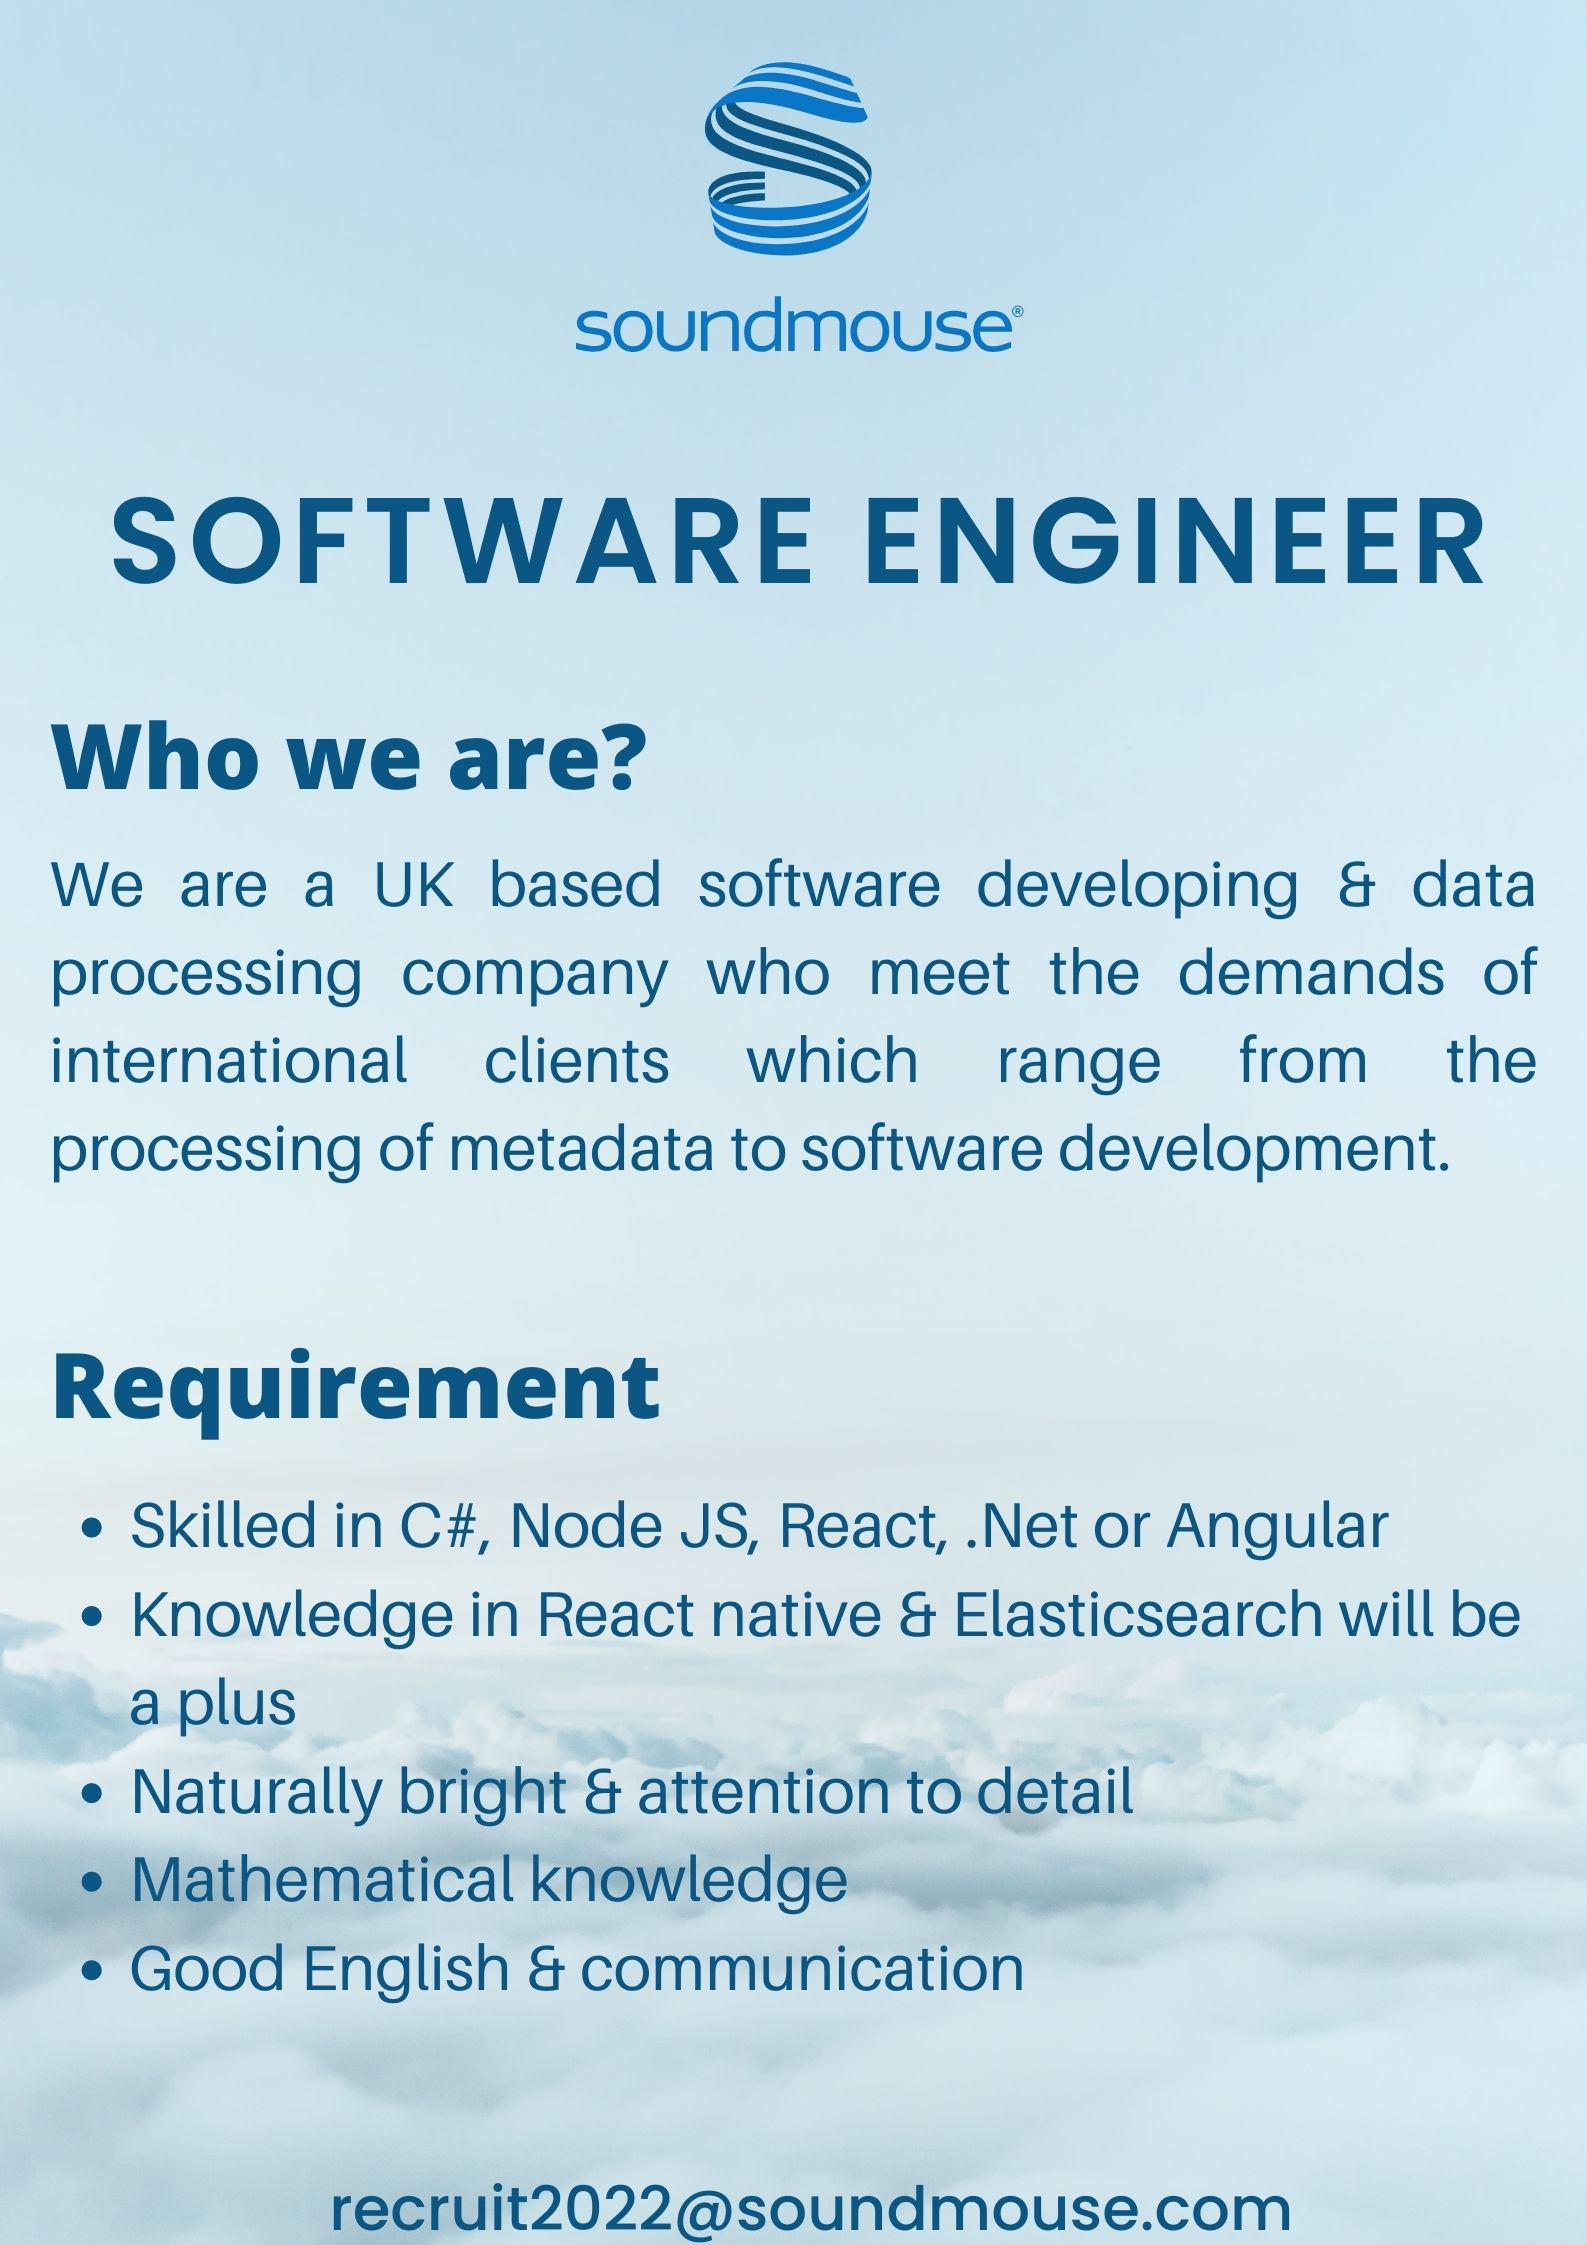 soundmouse®
SOFTWARE ENGINEER
Who we are?
We are a UK based software developing & data
processing company who meet the demands of
international clients which range from the
processing of metadata to software development.
Requirement
• Skilled in C#, Node JS, React, .Net or Angular
• Knowledge in React native & Elasticsearch will be
a plus
• Naturally bright & attention to detail
• Mathematical knowledge
• Good English & communication
recruit2022@soundmouse.com